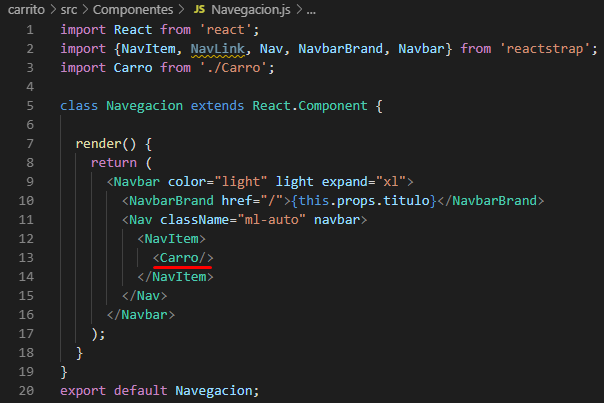 carrito > src > Componentes > JS Navegacion.js > ...
1 import React from 'react';
2 import {NavItem, NavLink, Nav, NavbarBrand, Navbar} from 'reactstrap';
3 import Carro from './Carro';
4
5 class Navegacion extends React.Component {
6
7 render() {
8 return (
9 <Navbar color="light" light expand="xl">
10 <NavbarBrand href="/">{this.props.titulo}</NavbarBrand>
11 <Nav className="ml-auto" navbar>
12 <NavItem>
13 <Carro/>
14 </NavItem>
15 </Nav>
16 </Navbar>
17 );
18 }
19 }
20 export default Navegacion;